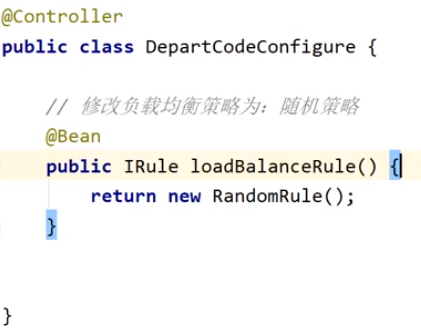 @Controller
public class DepartCodeConfigure {
// 修改负载均衡策略为：随机策略
@Bean
public IRule loadBalanceRule() {
return new RandomRule();
}
}